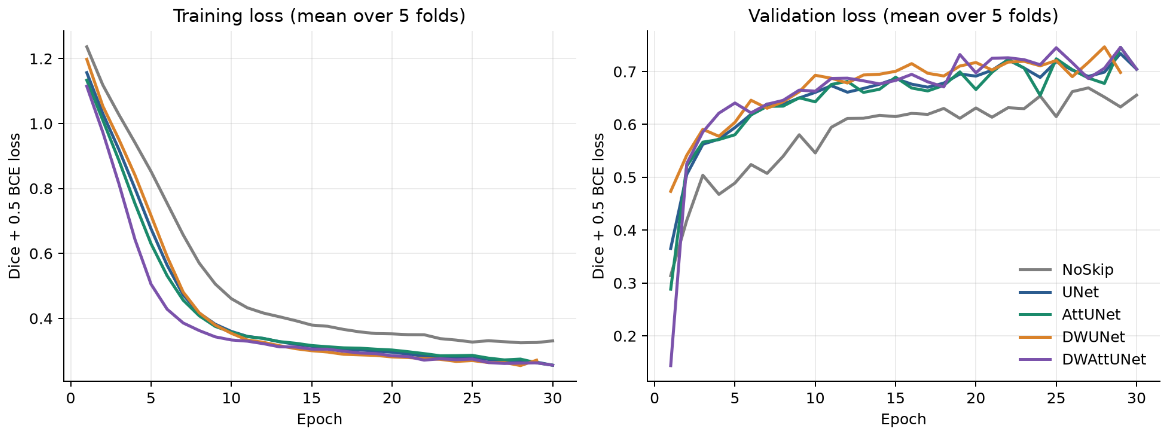 Training loss (mean over 5 folds)
Dice + 0.5 BCE loss
1.2
1.0
0.8
0.6
0.4
0
5
10
15
20
25
30
Epoch
Validation loss (mean over 5 folds)
Dice + 0.5 BCE loss
0.7
0.6
0.5
0.4
0.3
0.2
0
5
10
15
20
25
30
Epoch
NoSkip
UNet
AttUNet
DWUNet
DWAttUNet